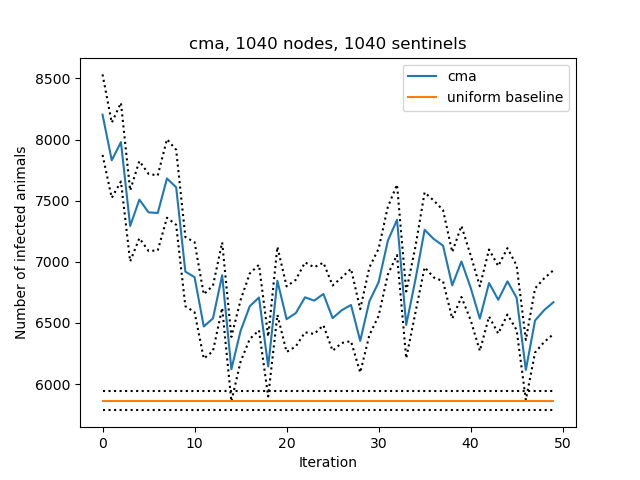 cma, 1040 nodes, 1040 sentinels
cma
uniform baseline
Number of infected animals
8500
8000
7500
7000
6500
6000
0 10 20 30 40 50
Iteration